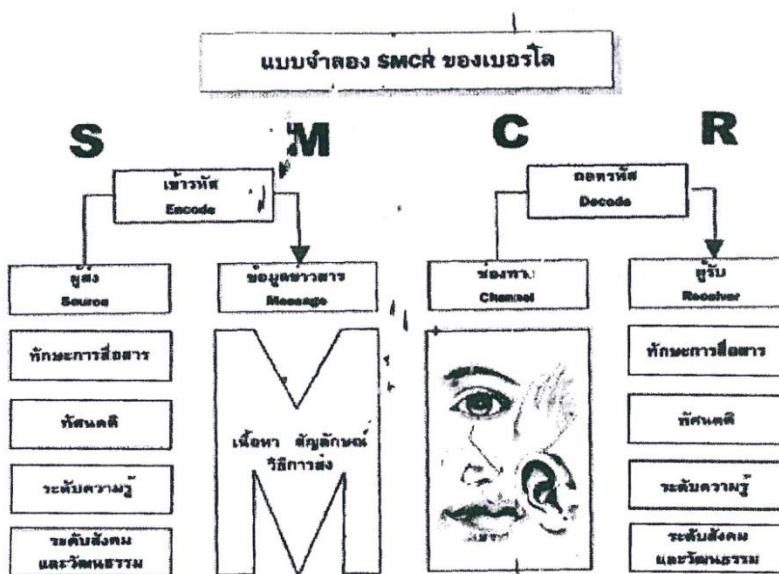 แบบจำลอง SMCR ของเบอร์โล
S M C R
เข้ารหัส
Encode
ถอดรหัส
Decode
ผู้ส่ง
Source
ข้อมูลข่าวสาร
Message
ช่องทาง
Channel
ผู้รับ
Receiver
ทักษะการสื่อสาร
ทัศนคติ
ระดับความรู้
ระดับสังคม
และวัฒนธรรม
เนื้อหา สัญลักษณ์
วิธีการส่ง
ทักษะการสื่อสาร
ทัศนคติ
ระดับความรู้
ระดับสังคม
และวัฒนธรรม